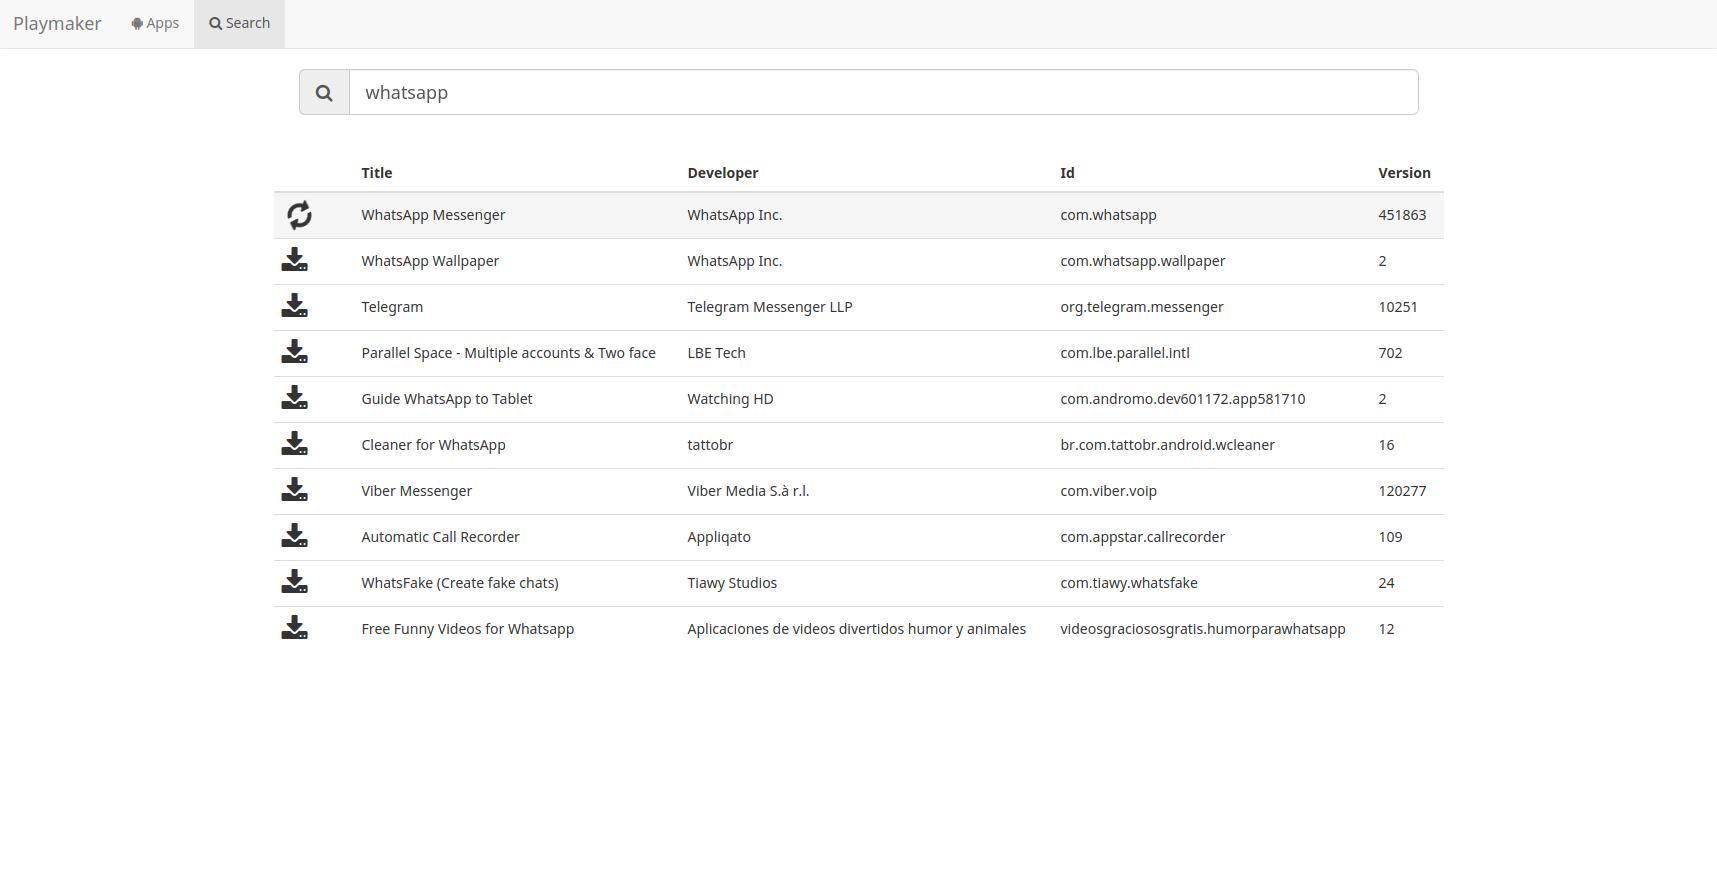 Playmaker Apps Search
whatsapp
Title Developer Id Version
WhatsApp Messenger WhatsApp Inc. com.whatsapp 451863
WhatsApp Wallpaper WhatsApp Inc. com.whatsapp.wallpaper 2
Telegram Telegram Messenger LLP org.telegram.messenger 10251
Parallel Space - Multiple accounts & Two face LBE Tech com.lbe.parallel.intl 702
Guide WhatsApp to Tablet Watching HD com.andromo.dev601172.app581710 2
Cleaner for WhatsApp tattobr br.com.tattobr.android.wcleaner 16
Viber Messenger Viber Media S.à r.l. com.viber.voip 120277
Automatic Call Recorder Appliqato com.appstar.callrecorder 109
WhatsFake (Create fake chats) Tiawy Studios com.tiawy.whatsfake 24
Free Funny Videos for Whatsapp Aplicaciones de videos divertidos humor y animales videosgraciososgratis.humorparawhatsapp 12